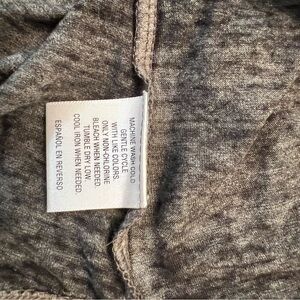 MACHINE WASH COLD
GENTLE CYCLE
WITH LIKE COLORS.
ONLY NON-CHLORINE
BLEACH WHEN NEEDED.
TUMBLE DRY LOW.
COOL IRON WHEN NEEDED.
ESPAÑOL EN REVERSO